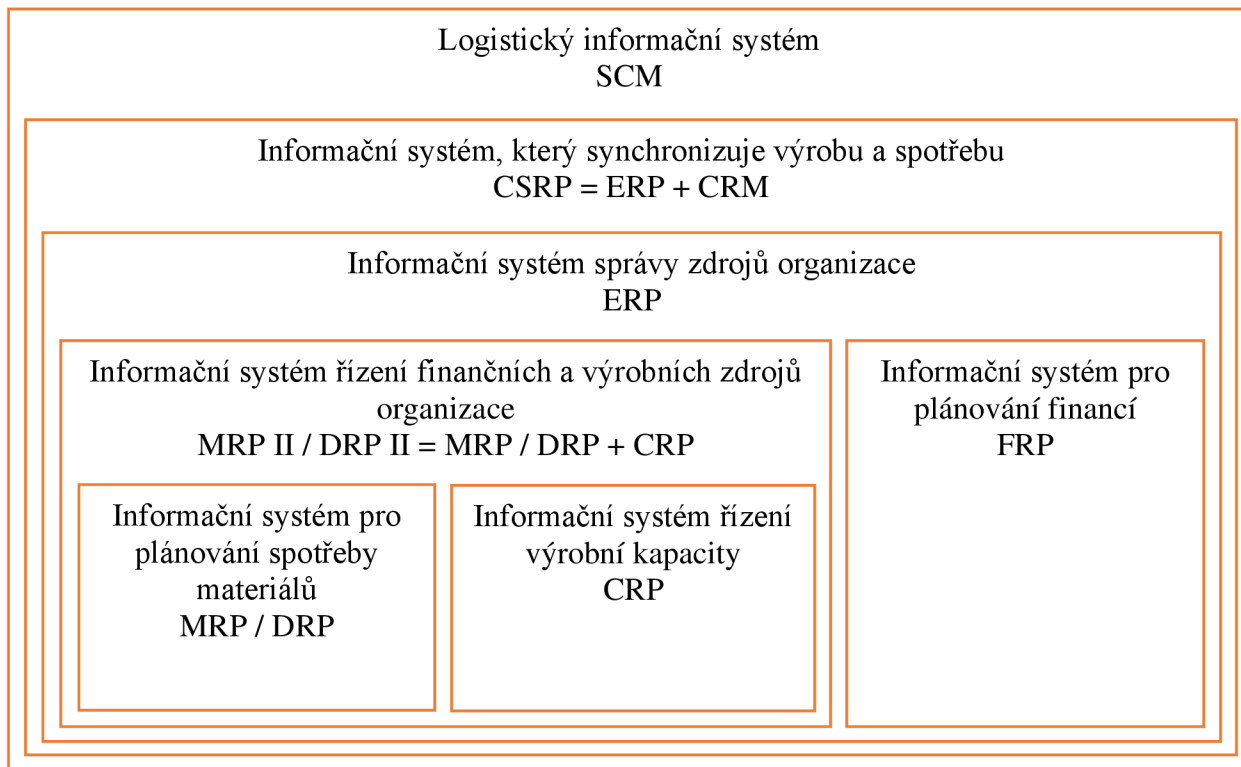 Logistický informační systém
SCM
Informační systém, který synchronizuje výrobu a spotřebu
CSRP = ERP + CRM
Informační systém správy zdrojů organizace
ERP
Informační systém řízení finančních a výrobních zdrojů
organizace
MRP II / DRP II = MRP / DRP + CRP
Informační systém pro
plánování spotřeby
materiálů
MRP / DRP
Informační systém řízení
výrobní kapacity
CRP
Informační systém pro
plánování financí
FRP